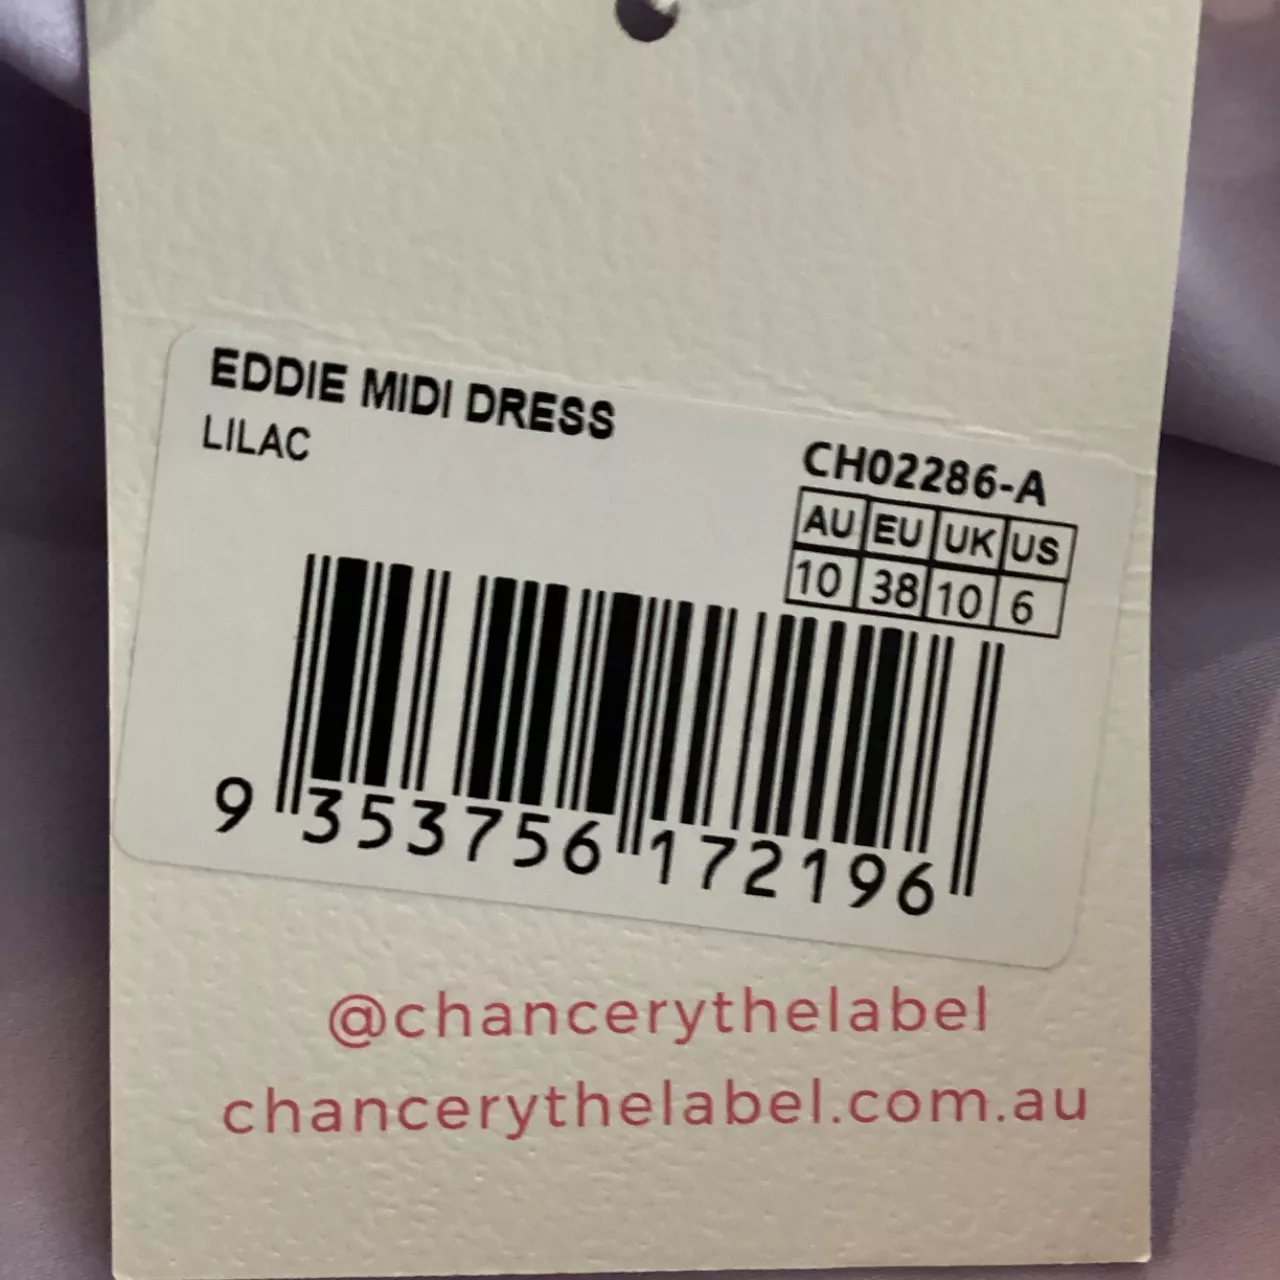 EDDIE MIDI DRESS
LILAC
CH02286-A
AU EU UK US
10 38 10 6
9 353756 172196
@chancerythelabel
chancerythelabel.com.au